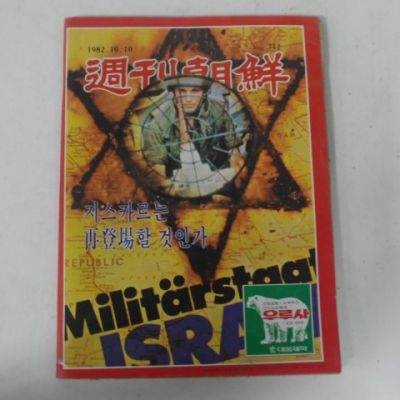 1982. 10. 10
週刊朝鮮
지스카르는
再登場할 것인가
REPUBLIC
Militärstaat
ISRA
우루사